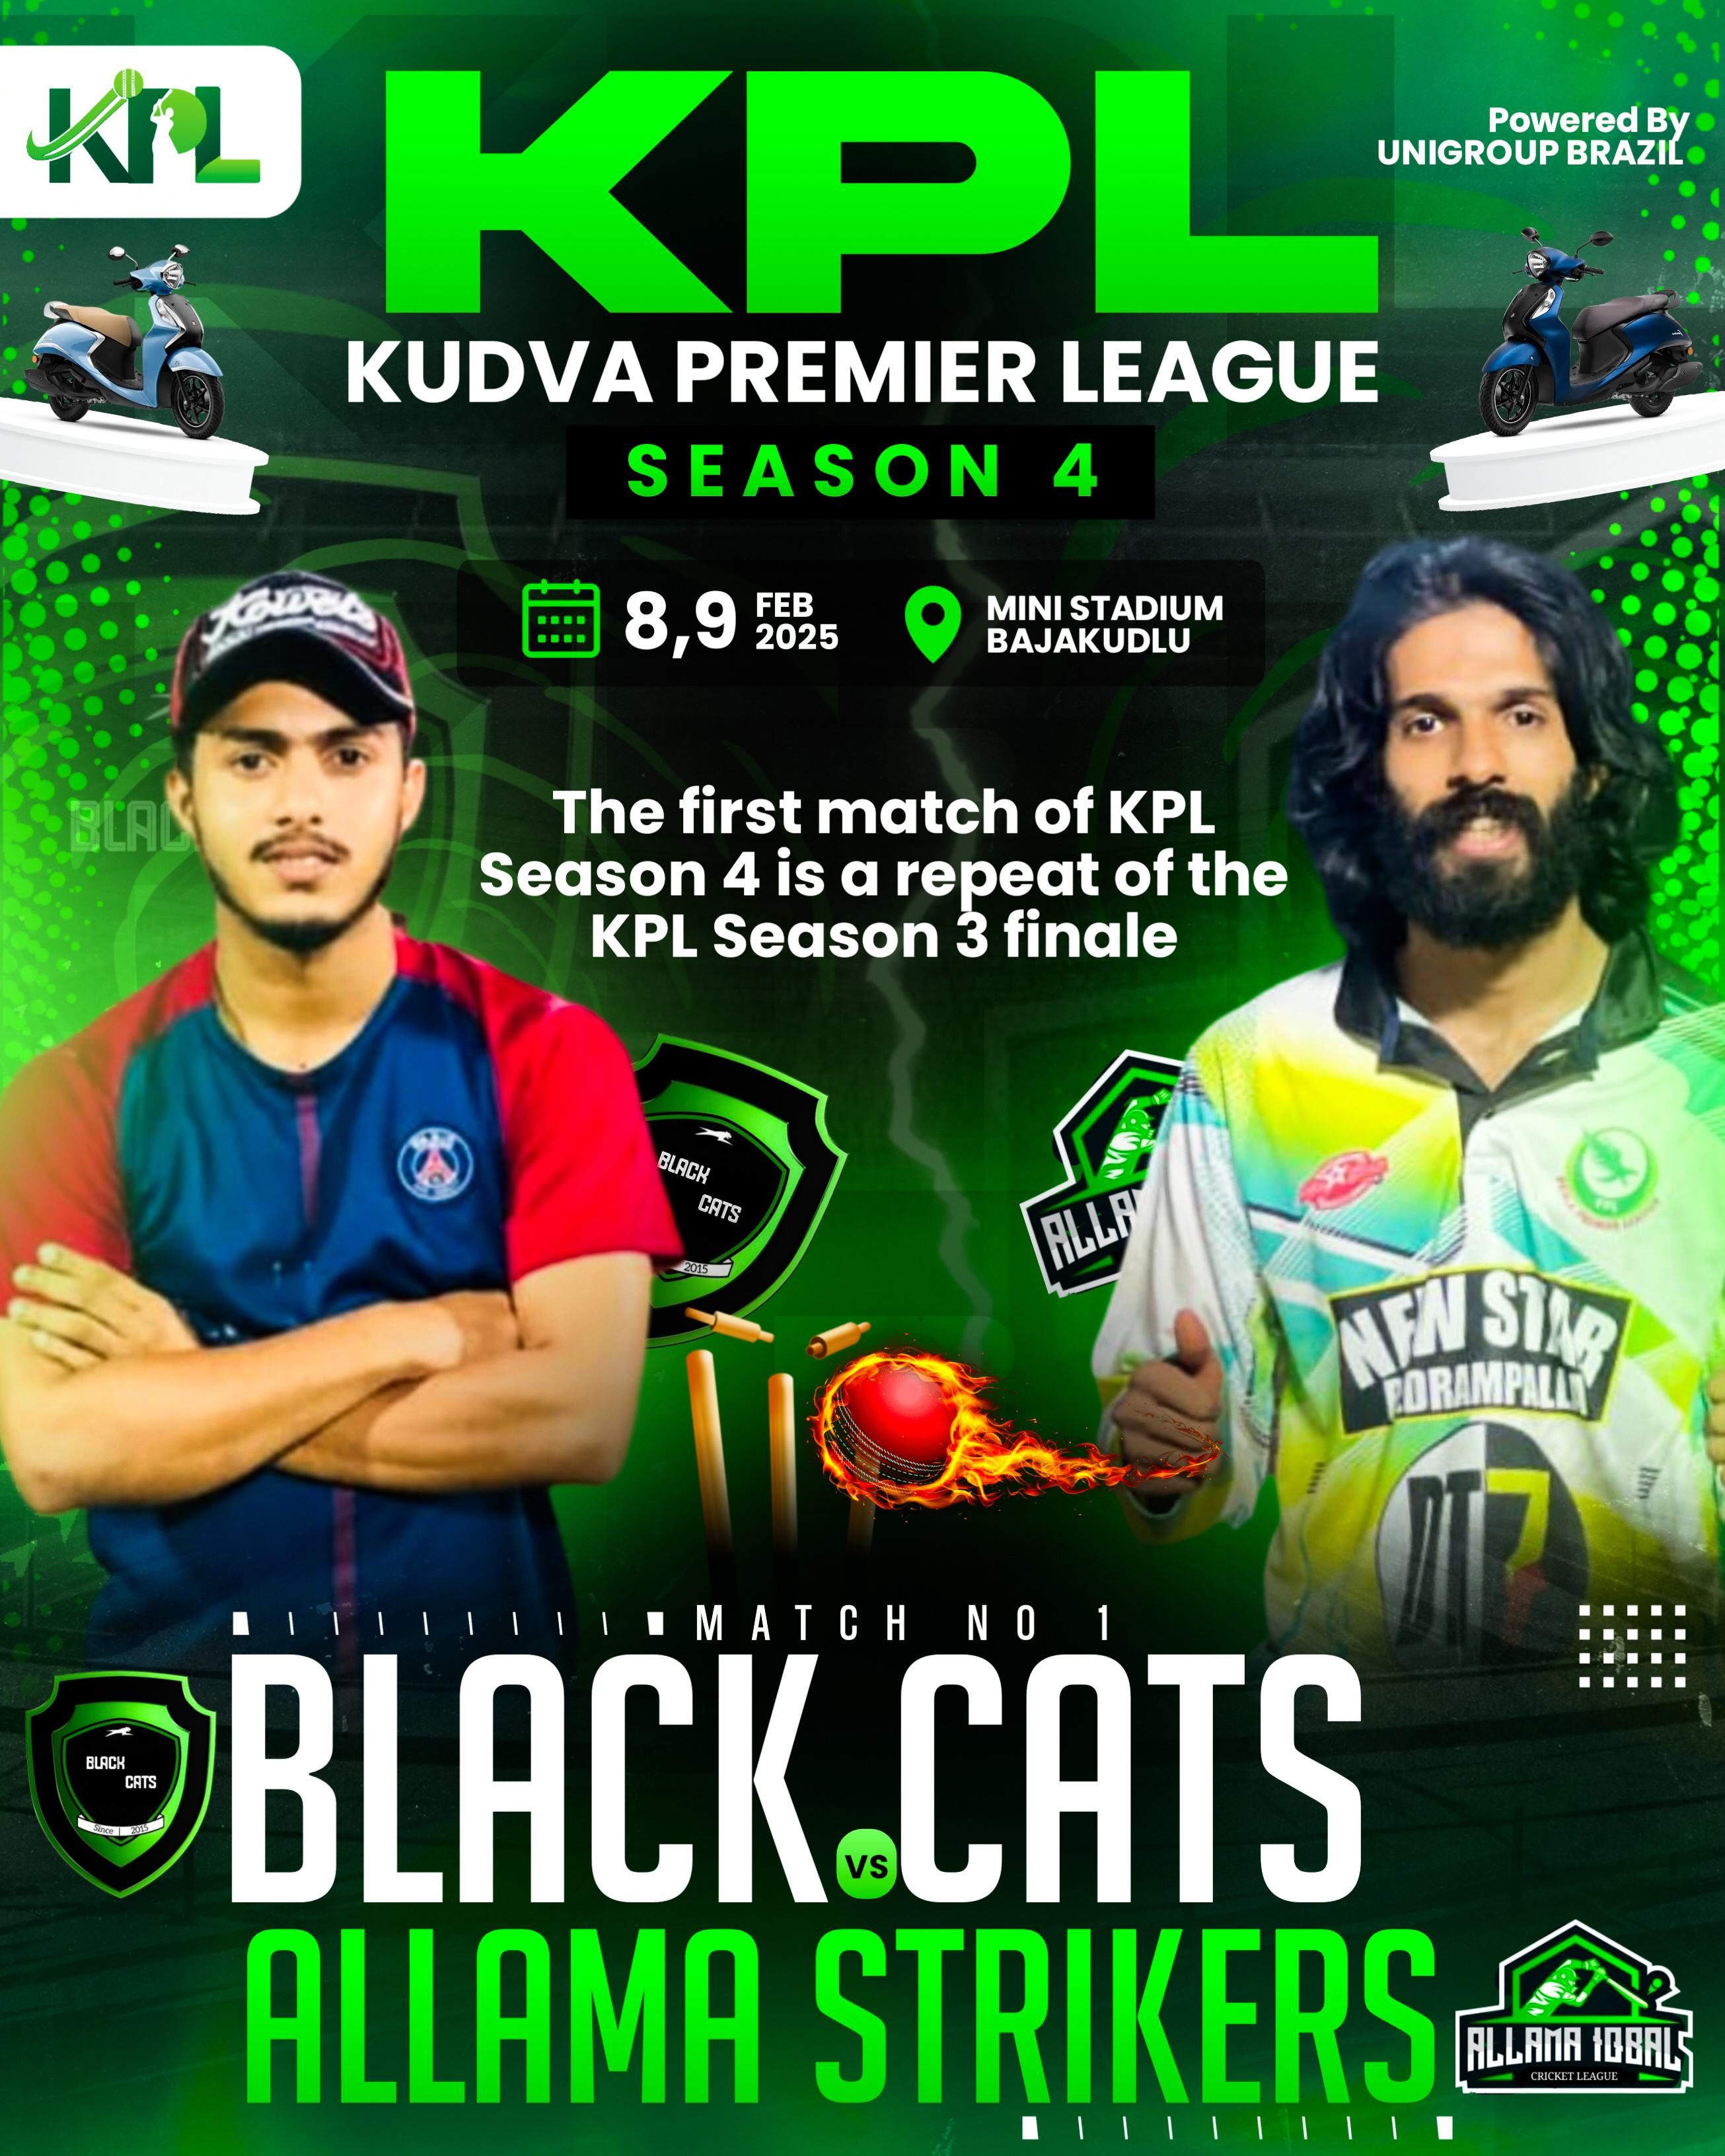 KPL
KPL
Powered By
UNIGROUP BRAZIL
KUDVA PREMIER LEAGUE
SEASON 4
8,9 FEB
2025
MINI STADIUM
BAJAKUDLU
The first match of KPL
Season 4 is a repeat of the
KPL Season 3 finale
BLACK
CATS
2015
NEW STAR
MATCH NO 1
BLACK CATS
VS
ALLAMA STRIKERS
BLACK
CATS
Since 2015
ALLAMA IQBAL
CRICKET LEAGUE